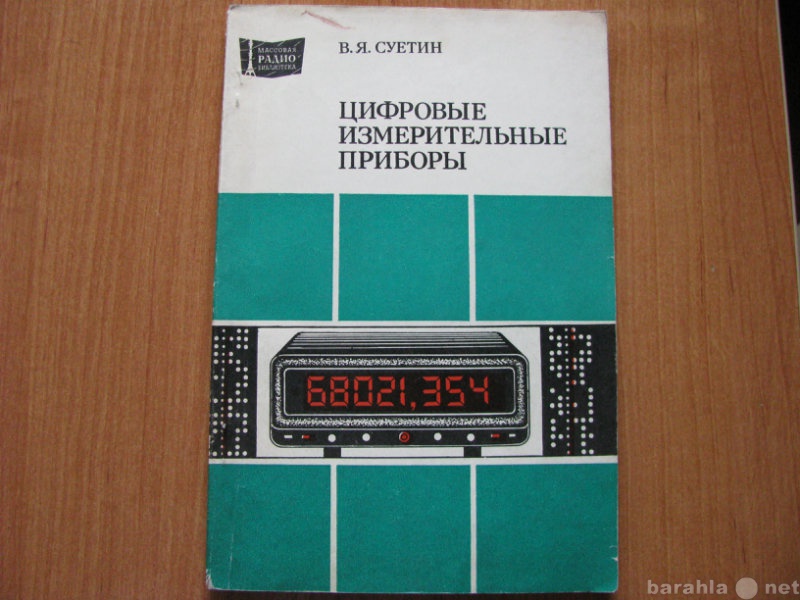 МАССОВАЯ
РАДИО
БИБЛИОТЕКА
В. Я. СУЕТИН
ЦИФРОВЫЕ
ИЗМЕРИТЕЛЬНЫЕ
ПРИБОРЫ
68021,354
barahla net